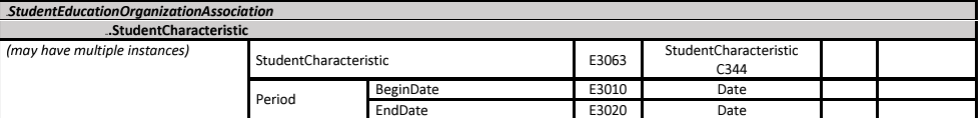 .StudentEducationOrganizationAssociation
..StudentCharacteristic
(may have multiple instances)
StudentCharacteristic E3063 StudentCharacteristic
C344
Period BeginDate E3010 Date
EndDate E3020 Date